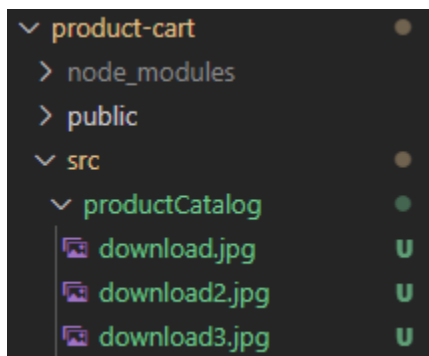 product-cart
node_modules
public
src
productCatalog
download.jpg U
download2.jpg U
download3.jpg U